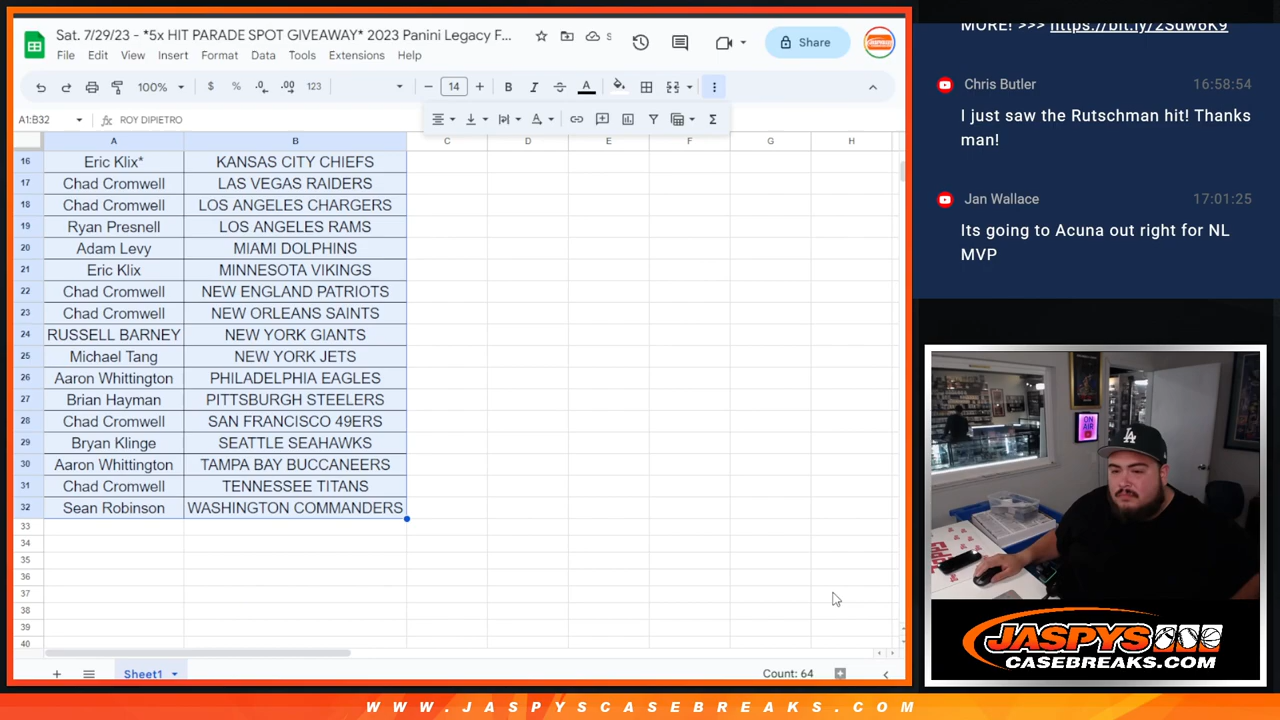 Sat. 7/29/23 - *5x HIT PARADE SPOT GIVEAWAY* 2023 Panini Legacy F...
Share
File Edit View Insert Format Data Tools Extensions Help
100% $ % .0 .00 123 14 B I A
A1:B32 ROY DIPIETRO
A B C D E F G H
16 Eric Klix* KANSAS CITY CHIEFS
17 Chad Cromwell LAS VEGAS RAIDERS
18 Chad Cromwell LOS ANGELES CHARGERS
19 Ryan Presnell LOS ANGELES RAMS
20 Adam Levy MIAMI DOLPHINS
21 Eric Klix MINNESOTA VIKINGS
22 Chad Cromwell NEW ENGLAND PATRIOTS
23 Chad Cromwell NEW ORLEANS SAINTS
24 RUSSELL BARNEY NEW YORK GIANTS
25 Michael Tang NEW YORK JETS
26 Aaron Whittington PHILADELPHIA EAGLES
27 Brian Hayman PITTSBURGH STEELERS
28 Chad Cromwell SAN FRANCISCO 49ERS
29 Bryan Klinge SEATTLE SEAHAWKS
30 Aaron Whittington TAMPA BAY BUCCANEERS
31 Chad Cromwell TENNESSEE TITANS
32 Sean Robinson WASHINGTON COMMANDERS
33
34
35
36
37
38
39
40
Sheet1
Count: 64
MORE! >>> https://bit.ly/2Sdw6K9
Chris Butler 16:58:54
I just saw the Rutschman hit! Thanks
man!
Jan Wallace 17:01:25
Its going to Acuna out right for NL
MVP
ON
AIR
LA
JASPYS
CASEBREAKS.COM
WWW.JASPYSCASEBREAKS.COM